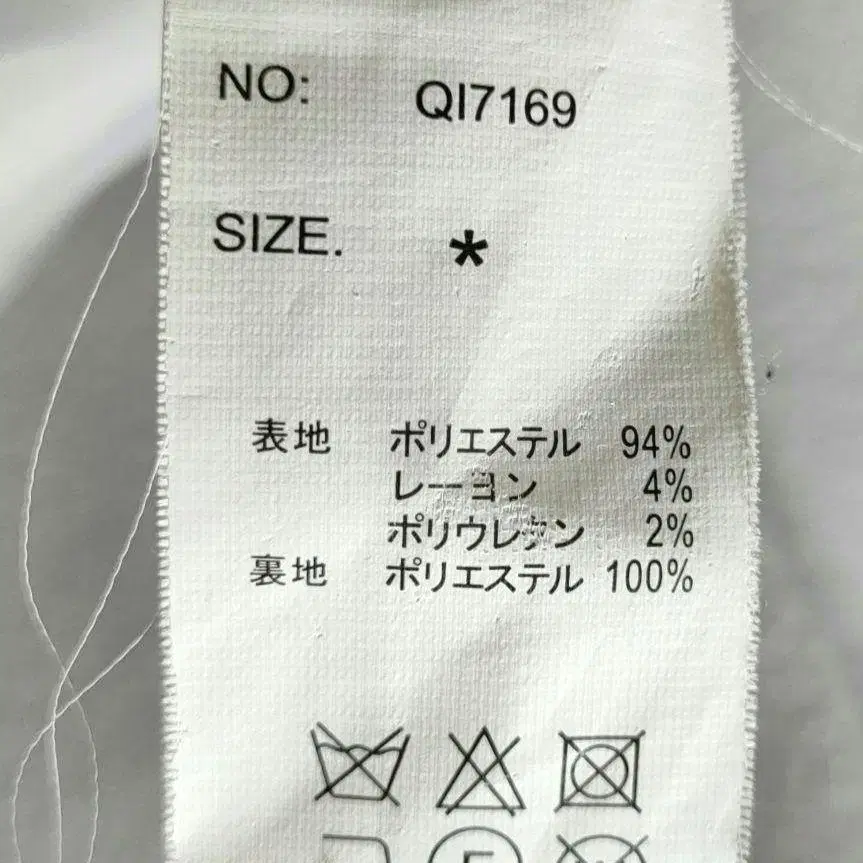 NO: QI7169
SIZE. *
表地 ポリエステル 94%
レーヨン 4%
ポリウレタン 2%
裏地 ポリエステル 100%